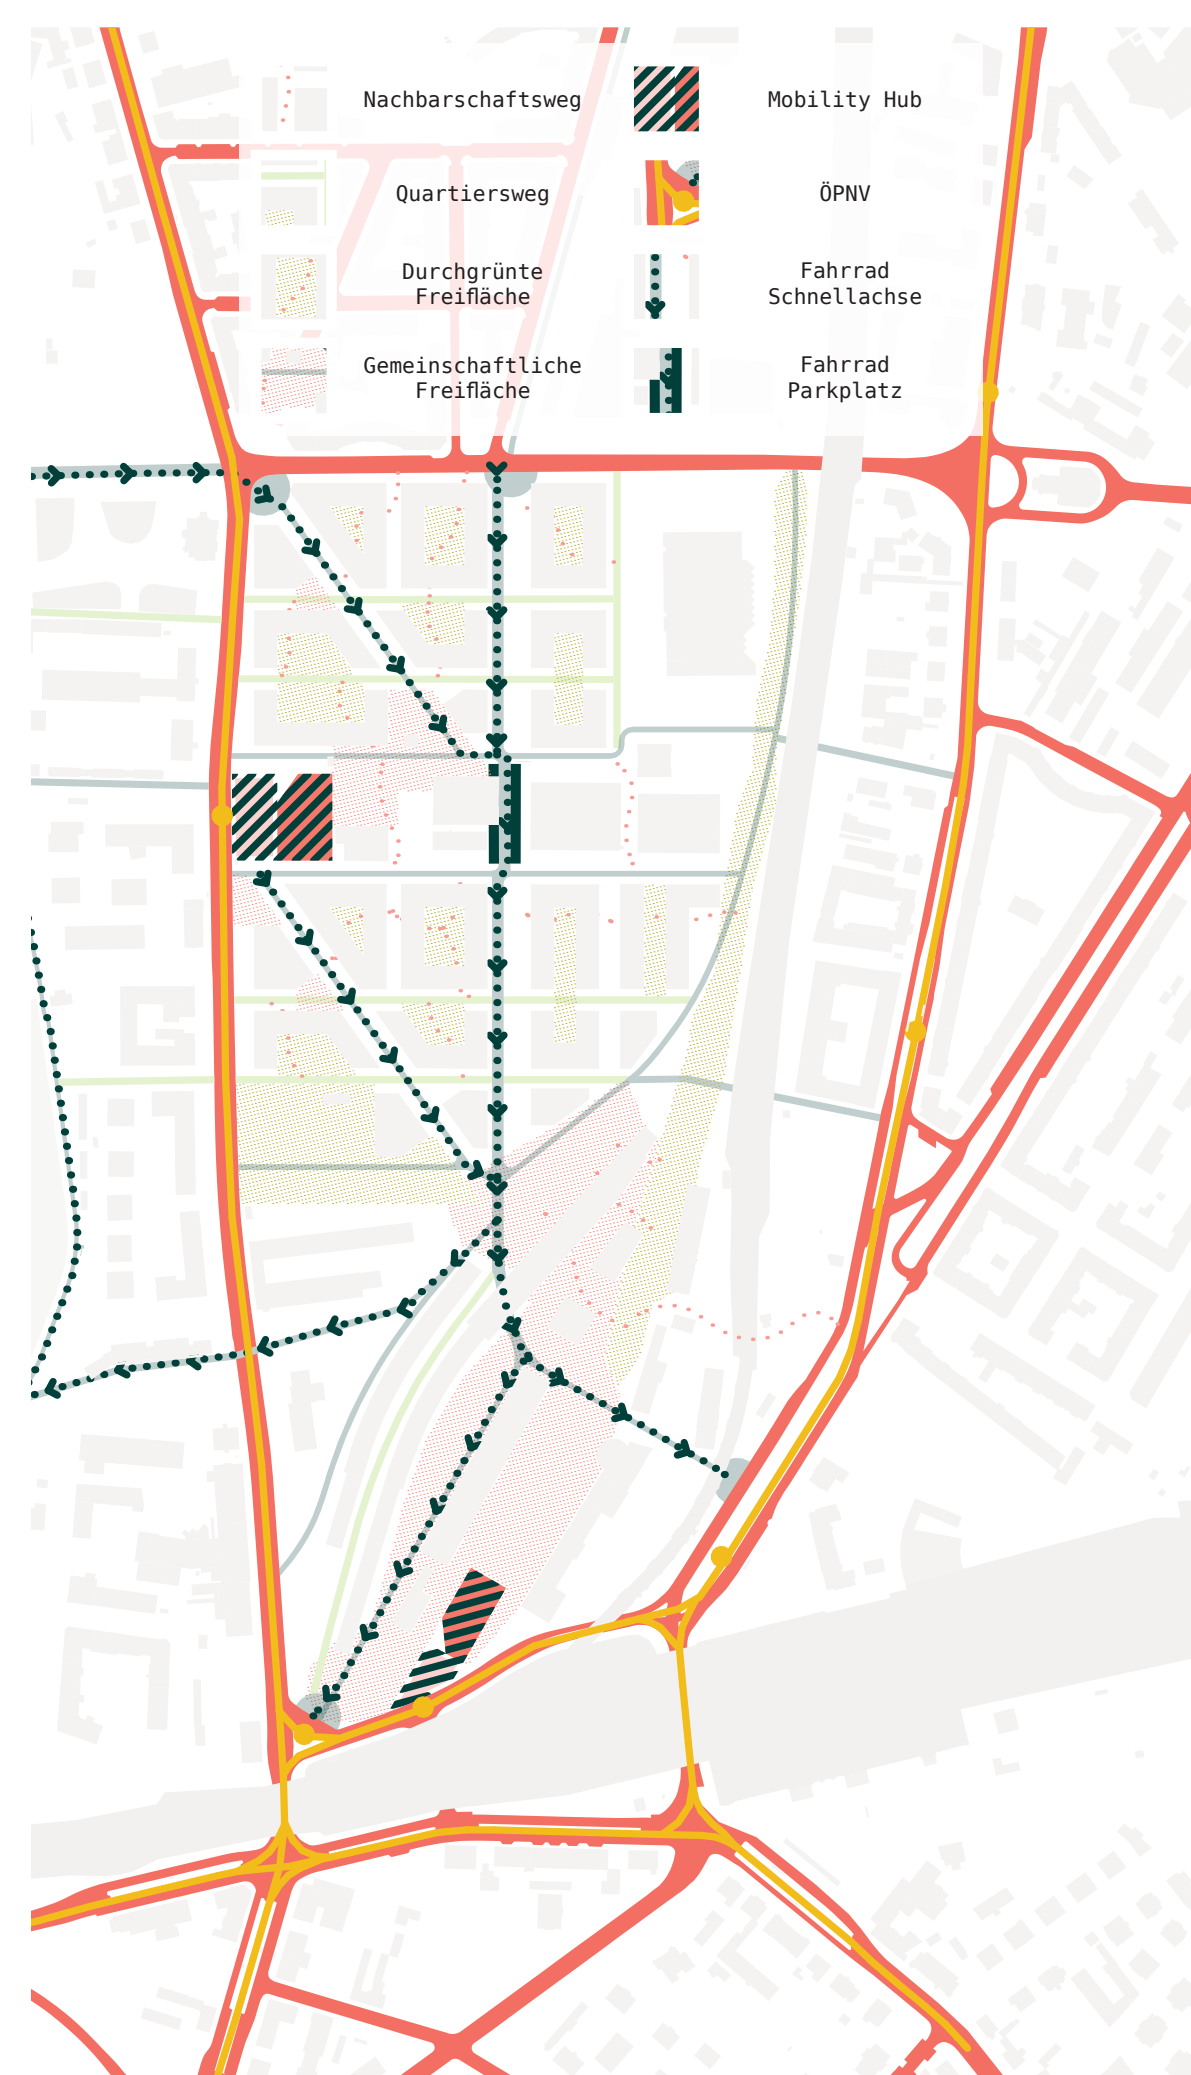 Nachbarschaftsweg
Quartiersweg
Durchgrünte
Freifläche
Gemeinschaftliche
Freifläche
Mobility Hub
ÖPNV
Fahrrad
Schnellachse
Fahrrad
Parkplatz